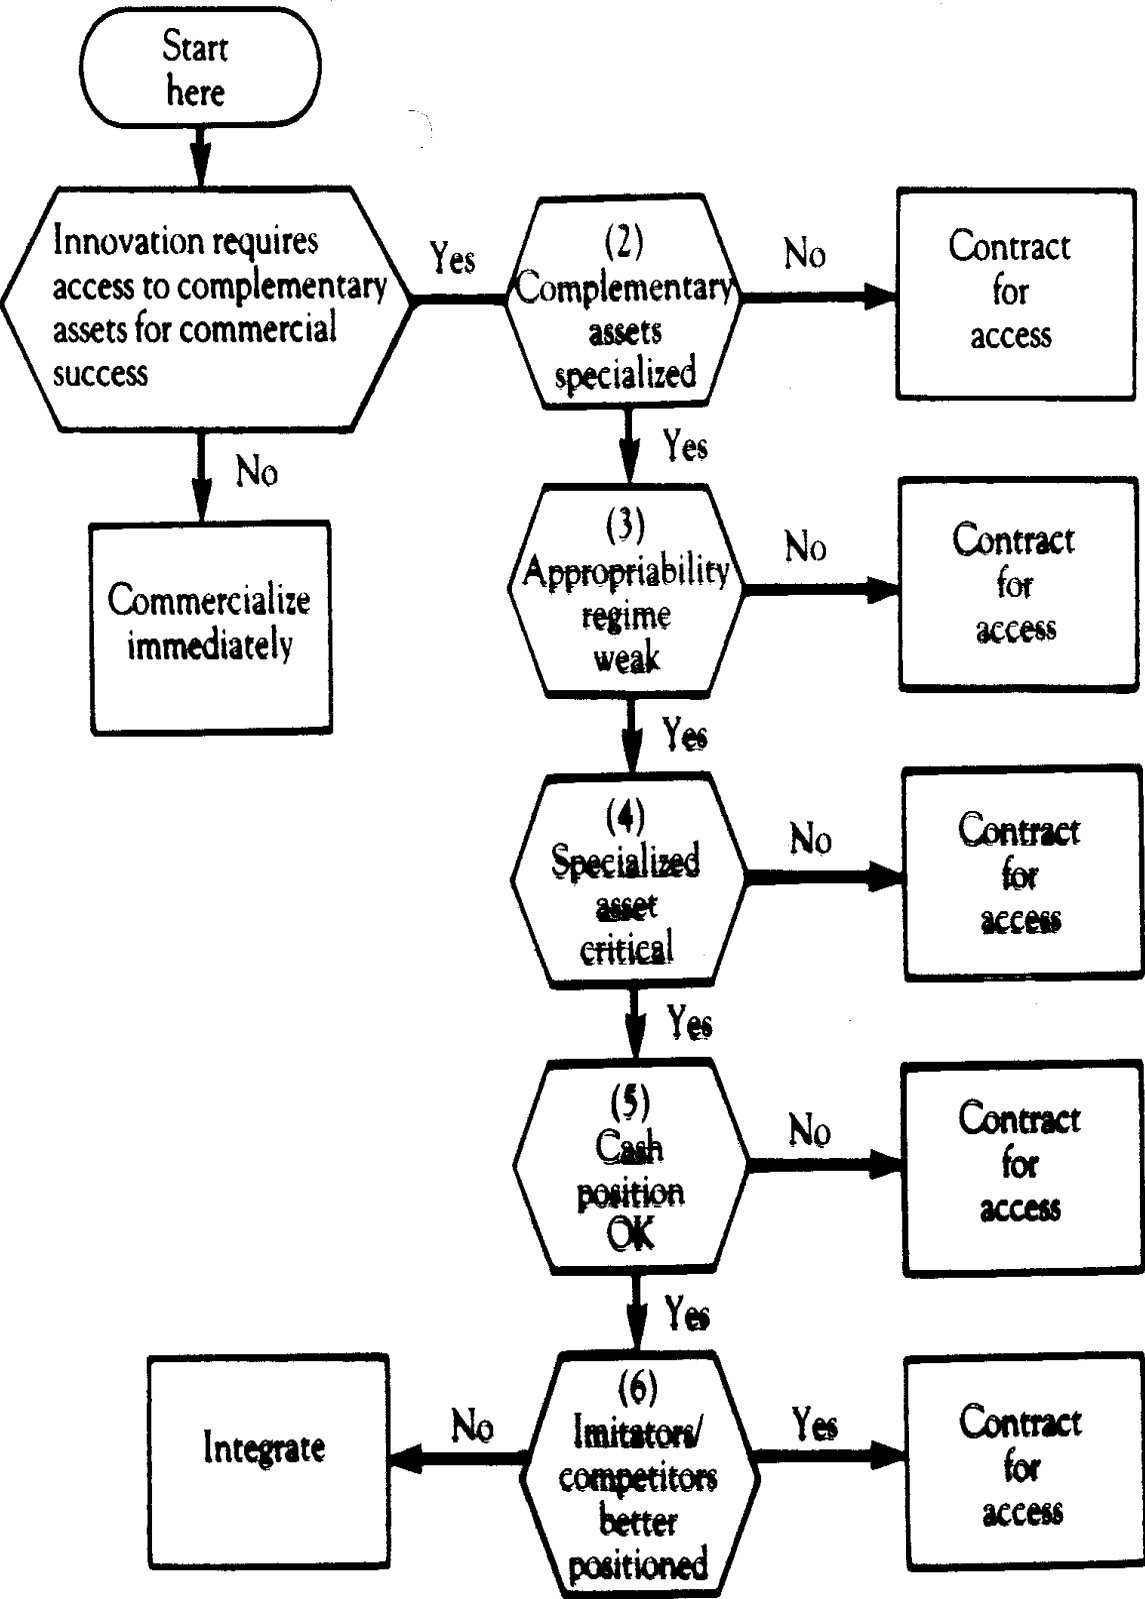 Start
here
Innovation requires
access to complementary
assets for commercial
success
Yes
(2)
Complementary
assets
specialized
No
Contract
for
access
No
Commercialize
immediately
Yes
(3)
Appropriability
regime
weak
No
Contract
for
access
Yes
(4)
Specialized
asset
critical
No
Contract
for
access
Yes
(5)
Cash
position
OK
No
Contract
for
access
Yes
(6)
Imitators/
competitors
better
positioned
No
Integrate
Yes
Contract
for
access